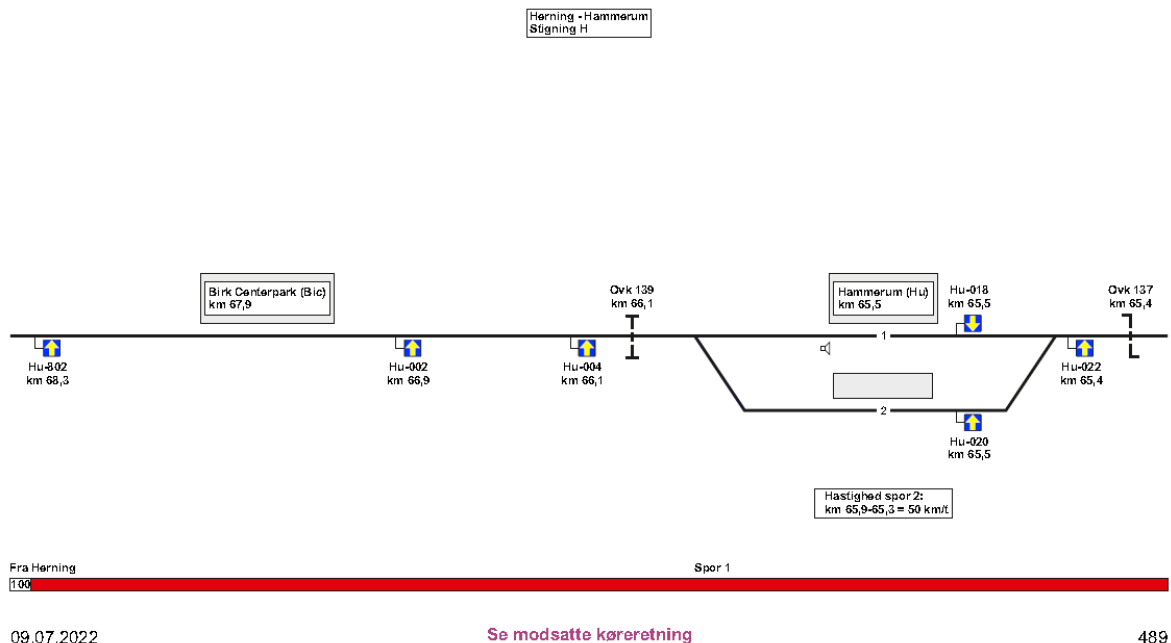 Herning - Hammerum
Stigning H
Birk Centerpark (Bic)
km 67,9
Ovk 139
km 66,1
Hammerum (Hu)
km 65,5
Hu-018
km 65,5
Ovk 137
km 65,4
1
Hu-802
km 68,3
Hu-002
km 66,9
Hu-004
km 66,1
Hu-022
km 65,4
2
Hu-020
km 65,5
Hastighed spor 2:
km 65,9-65,3 = 50 km/t
Fra Herning
Spor 1
100
09.07.2022
Se modsatte køreretning
489